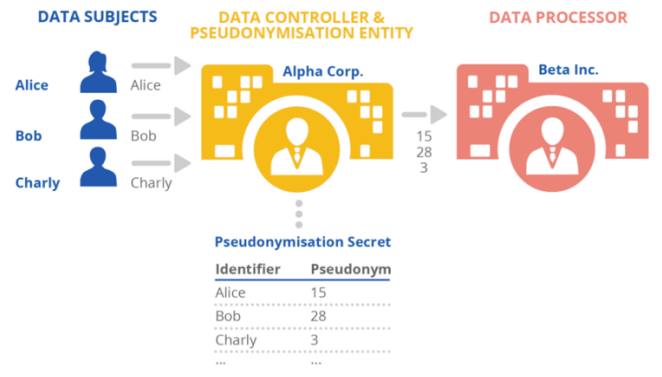 DATA SUBJECTS
DATA CONTROLLER &
PSEUDONYMISATION ENTITY
DATA PROCESSOR
Alice
Alice
Bob
Bob
Charly
Charly
Alpha Corp.
15
28
3
Beta Inc.
Pseudonymisation Secret
Identifier Pseudonym
Alice 15
Bob 28
Charly 3
... ...